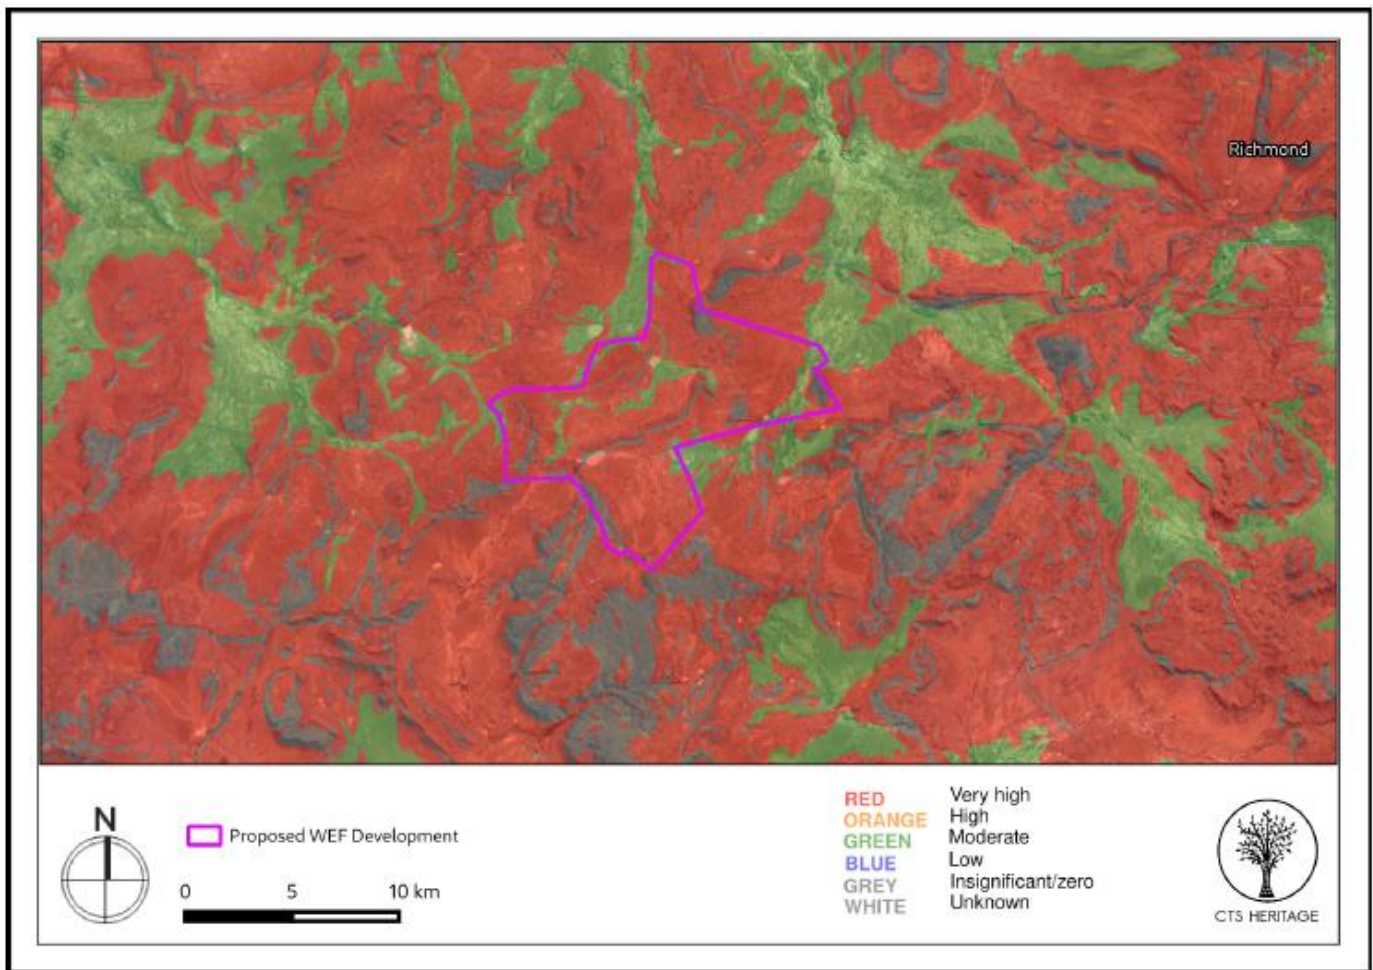 Richmond
N
Proposed WEF Development
0 5 10 km
RED Very high
ORANGE High
GREEN Moderate
BLUE Low
GREY Insignificant/zero
WHITE Unknown
CTS HERITAGE